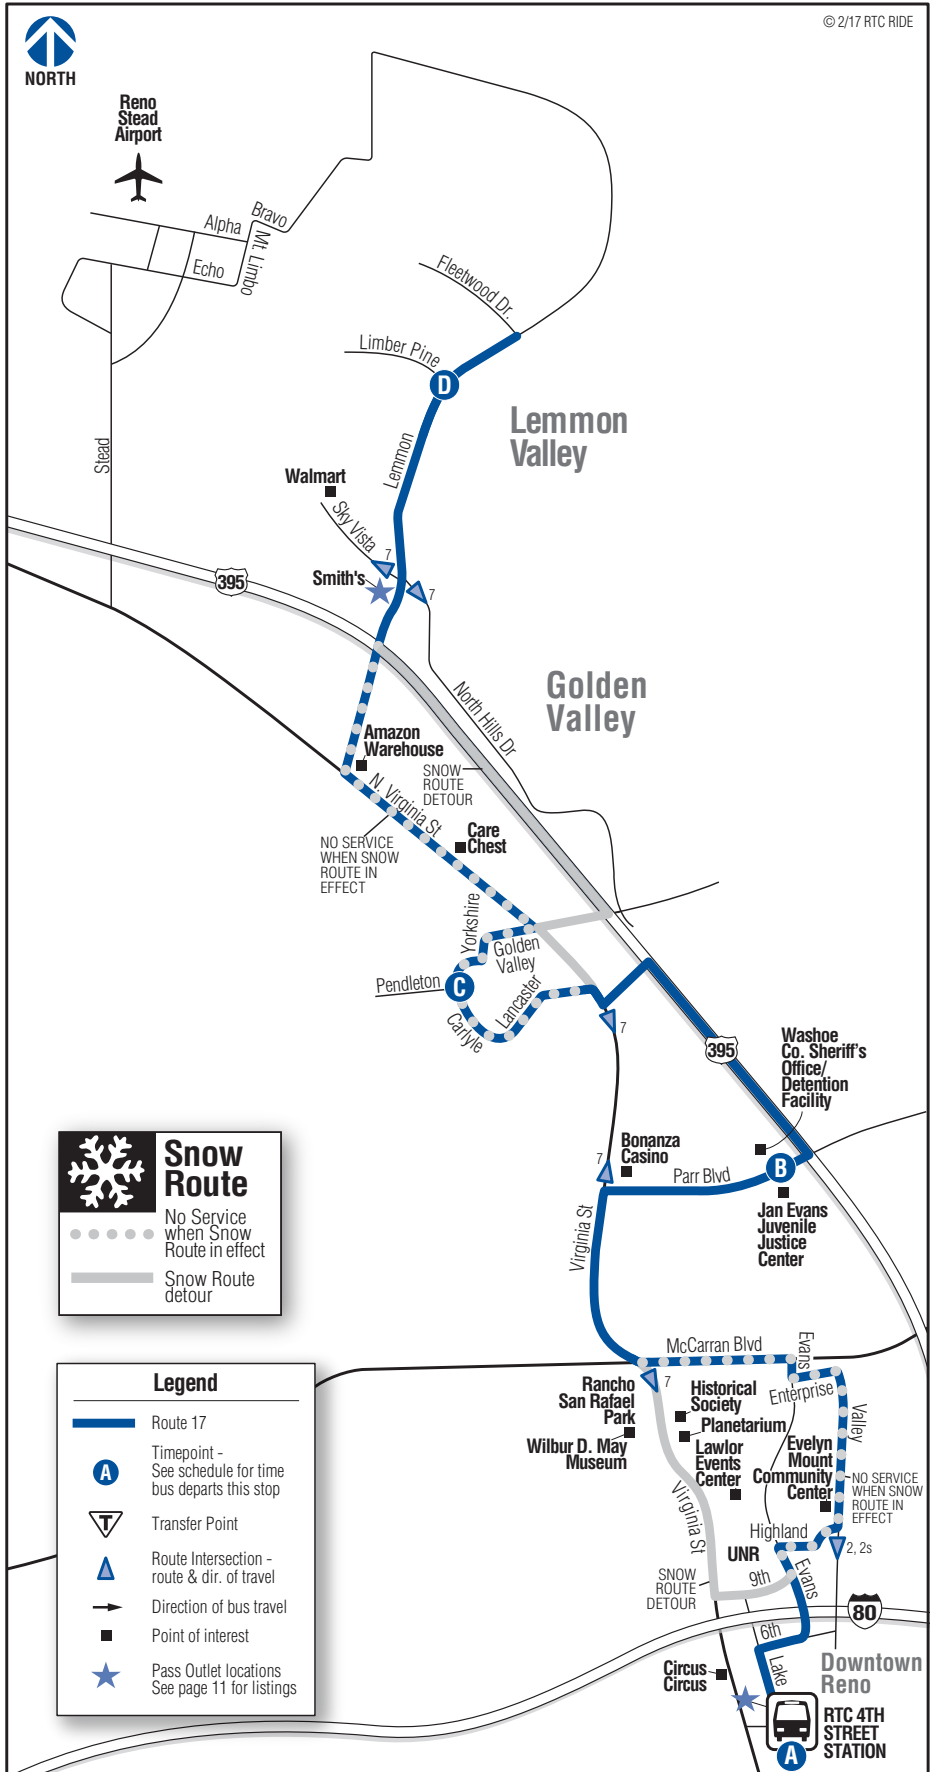 © 2/17 RTC RIDE
NORTH
Reno
Stead
Airport
Alpha
Bravo
Mt. Limbo
Echo
Fleetwood Dr.
Limber Pine
D
Lemmon
Valley
Stead
Lemmon
Walmart
Sky Vista
7
Smith's
7
395
Golden
Valley
North Hills Dr
Amazon
Warehouse
SNOW
ROUTE
DETOUR
N. Virginia St
NO SERVICE
WHEN SNOW
ROUTE IN
EFFECT
Care
Chest
Yorkshire
Golden
Valley
Pendleton
C
Lancaster
Carlyle
7
395
Washoe
Co. Sheriff's
Office/
Detention
Facility
Bonanza
Casino
7
Parr Blvd
B
Jan Evans
Juvenile
Justice
Center
Virginia St
Snow
Route
No Service
when Snow
Route in effect
Snow Route
detour
McCarran Blvd
Evans
7
Enterprise
Rancho
San Rafael
Park
Historical
Society
Planetarium
Wilbur D. May
Museum
Lawlor
Events
Center
Evelyn
Mount
Community
Center
Valley
NO SERVICE
WHEN SNOW
ROUTE IN
EFFECT
Virginia St
Highland
2, 2s
UNR
9th
Evans
SNOW
ROUTE
DETOUR
80
6th
Lake
Downtown
Reno
Circus
Circus
RTC 4TH
STREET
STATION
A
Legend
Route 17
A
Timepoint -
See schedule for time
bus departs this stop
T
Transfer Point
Route Intersection -
route & dir. of travel
Direction of bus travel
Point of interest
Pass Outlet locations
See page 11 for listings